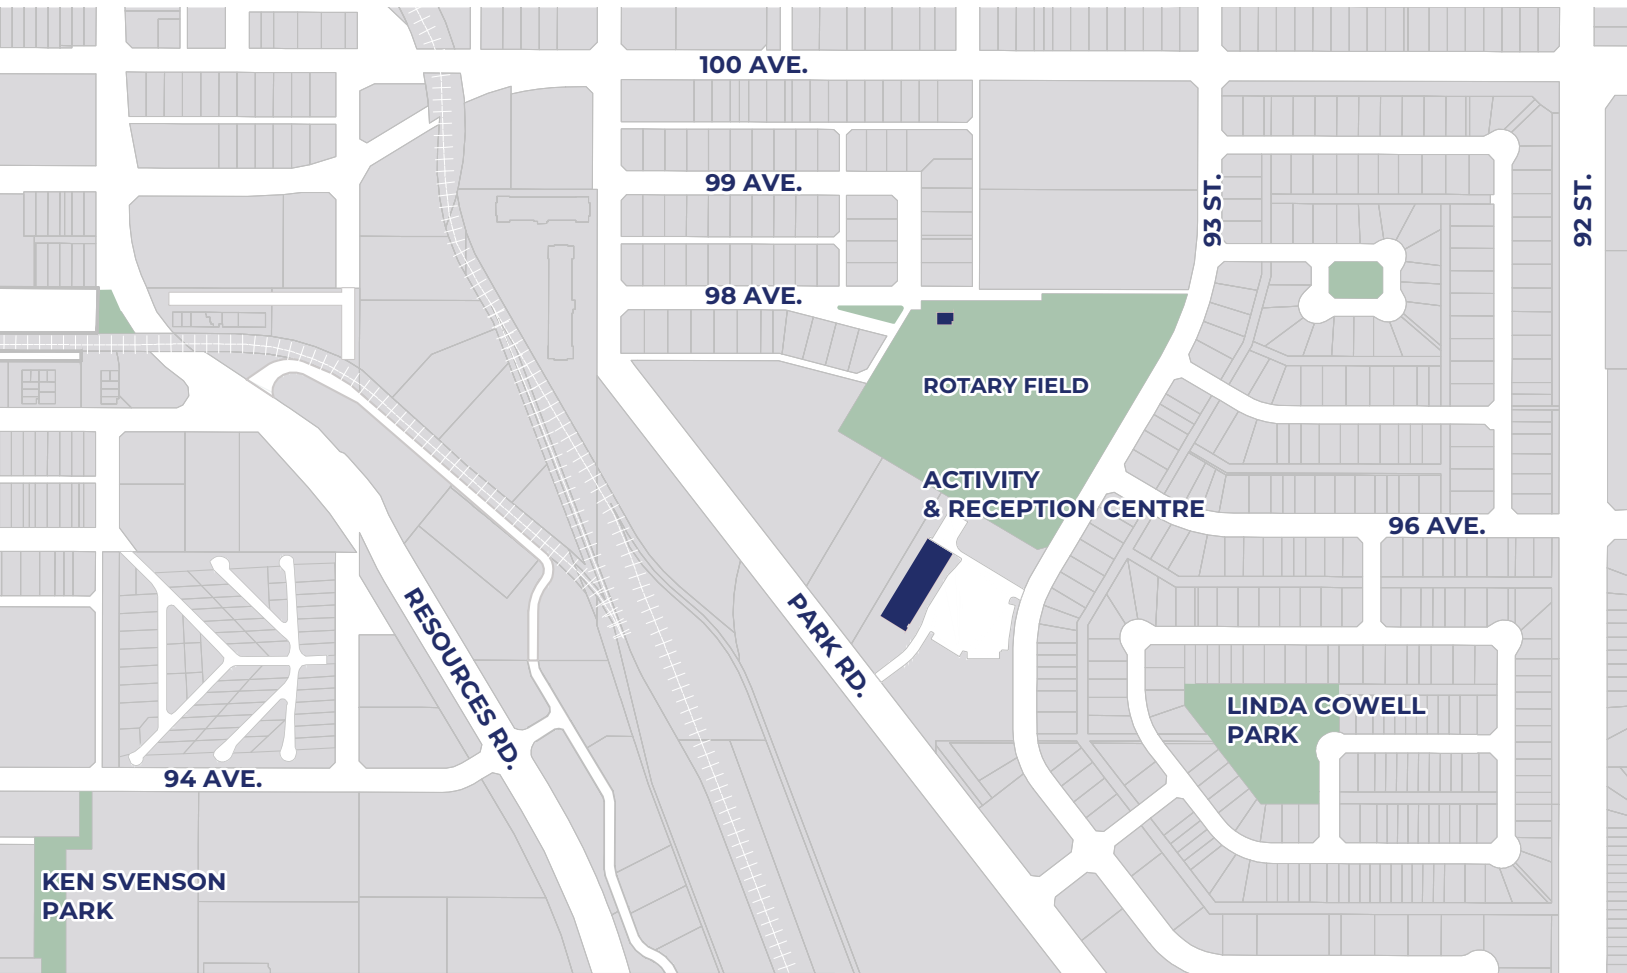 100 AVE.
99 AVE.
93 ST.
92 ST.
98 AVE.
ROTARY FIELD
ACTIVITY
& RECEPTION CENTRE
96 AVE.
RESOURCES RD.
PARK RD.
LINDA COWELL
PARK
94 AVE.
KEN SVENSON
PARK